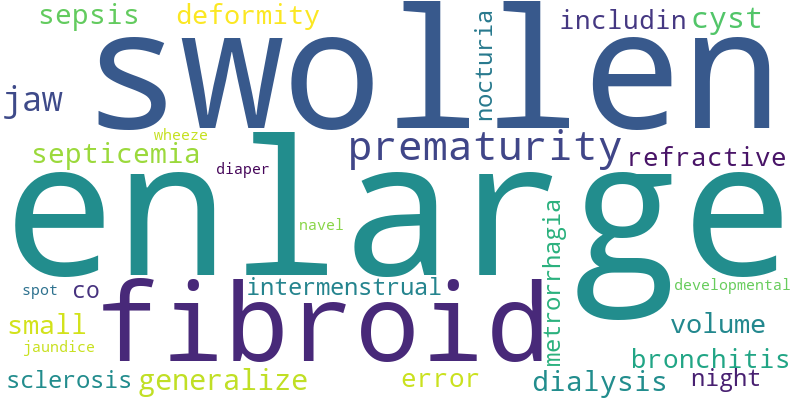 sepsis
deformity
swollen
nocturia
includin
cyst
jaw
wheeze
prematurity
septicemia
diaper
refractive
enlarge
navel
metrorrhagia
developmental
spot
co
intermenstrual
fibroid
small
volume
jaundice
bronchitis
sclerosis
generalize
error
dialysis
night